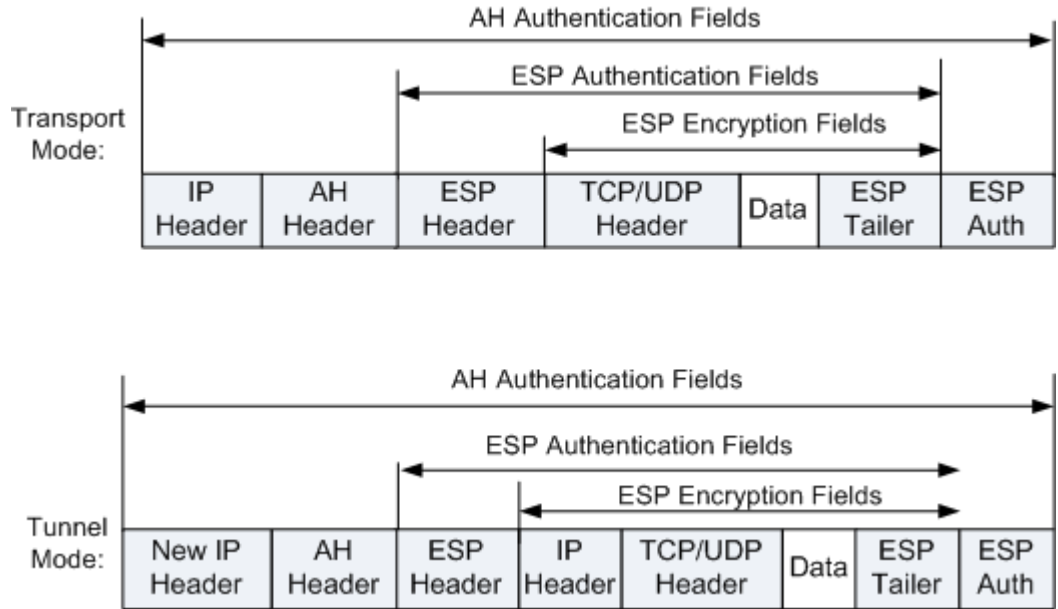 AH Authentication Fields
ESP Authentication Fields
ESP Encryption Fields
Transport
Mode:
IP
Header
AH
Header
ESP
Header
TCP/UDP
Header
Data
ESP
Tailer
ESP
Auth
AH Authentication Fields
ESP Authentication Fields
ESP Encryption Fields
Tunnel
Mode:
New IP
Header
AH
Header
ESP
Header
IP
Header
TCP/UDP
Header
Data
ESP
Tailer
ESP
Auth